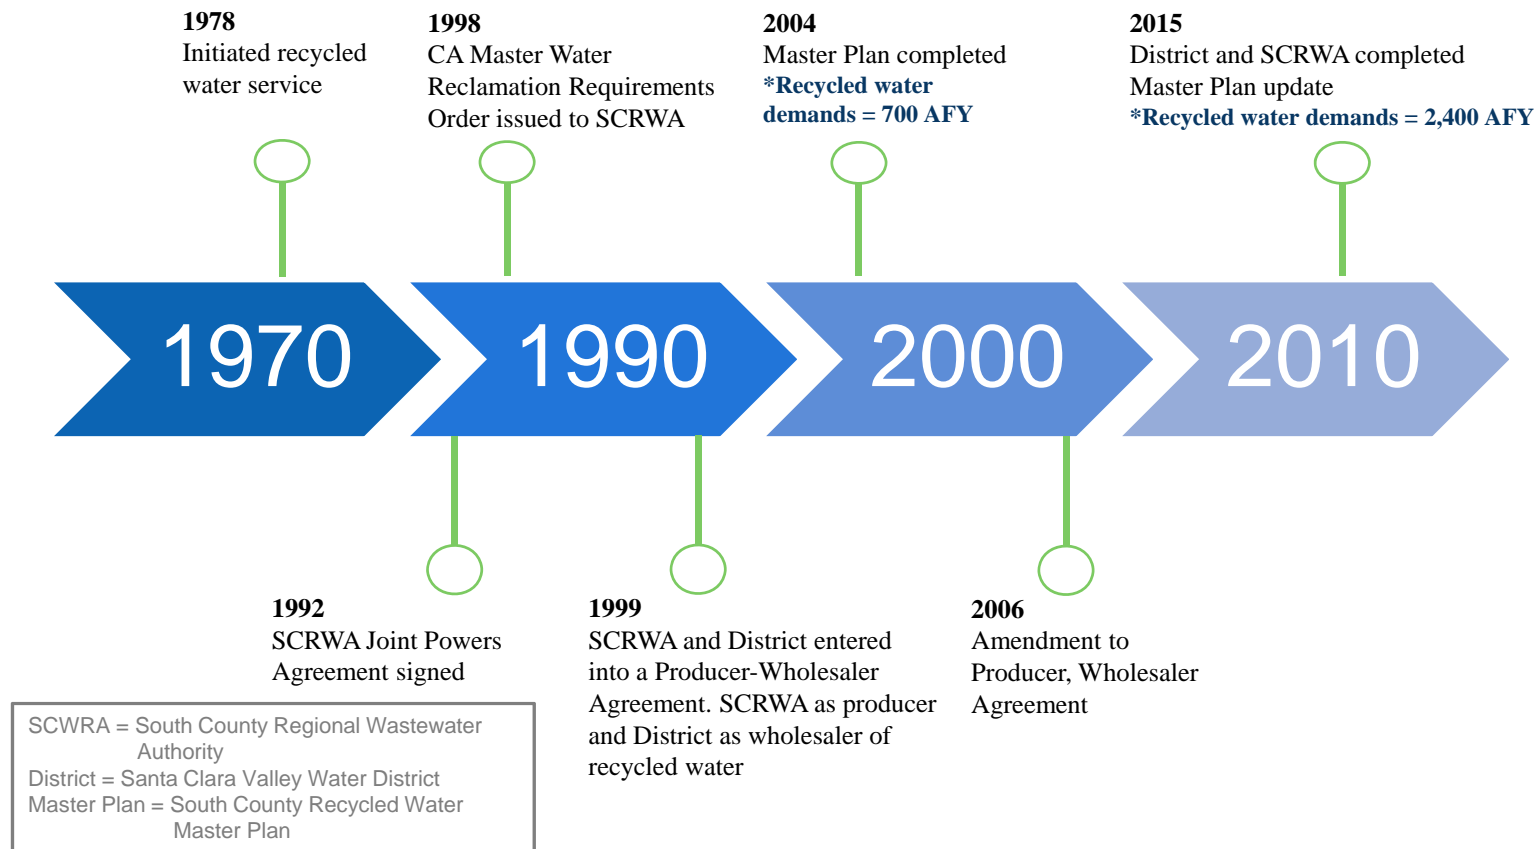 1978
Initiated recycled
water service
1998
CA Master Water
Reclamation Requirements
Order issued to SCRWA
2004
Master Plan completed
*Recycled water
demands = 700 AFY
2015
District and SCRWA completed
Master Plan update
*Recycled water demands = 2,400 AFY
1970
1990
2000
2010
1992
SCRWA Joint Powers
Agreement signed
1999
SCRWA and District entered
into a Producer-Wholesaler
Agreement. SCRWA as producer
and District as wholesaler of
recycled water
2006
Amendment to
Producer, Wholesaler
Agreement
SCWRA = South County Regional Wastewater
Authority
District = Santa Clara Valley Water District
Master Plan = South County Recycled Water
Master Plan